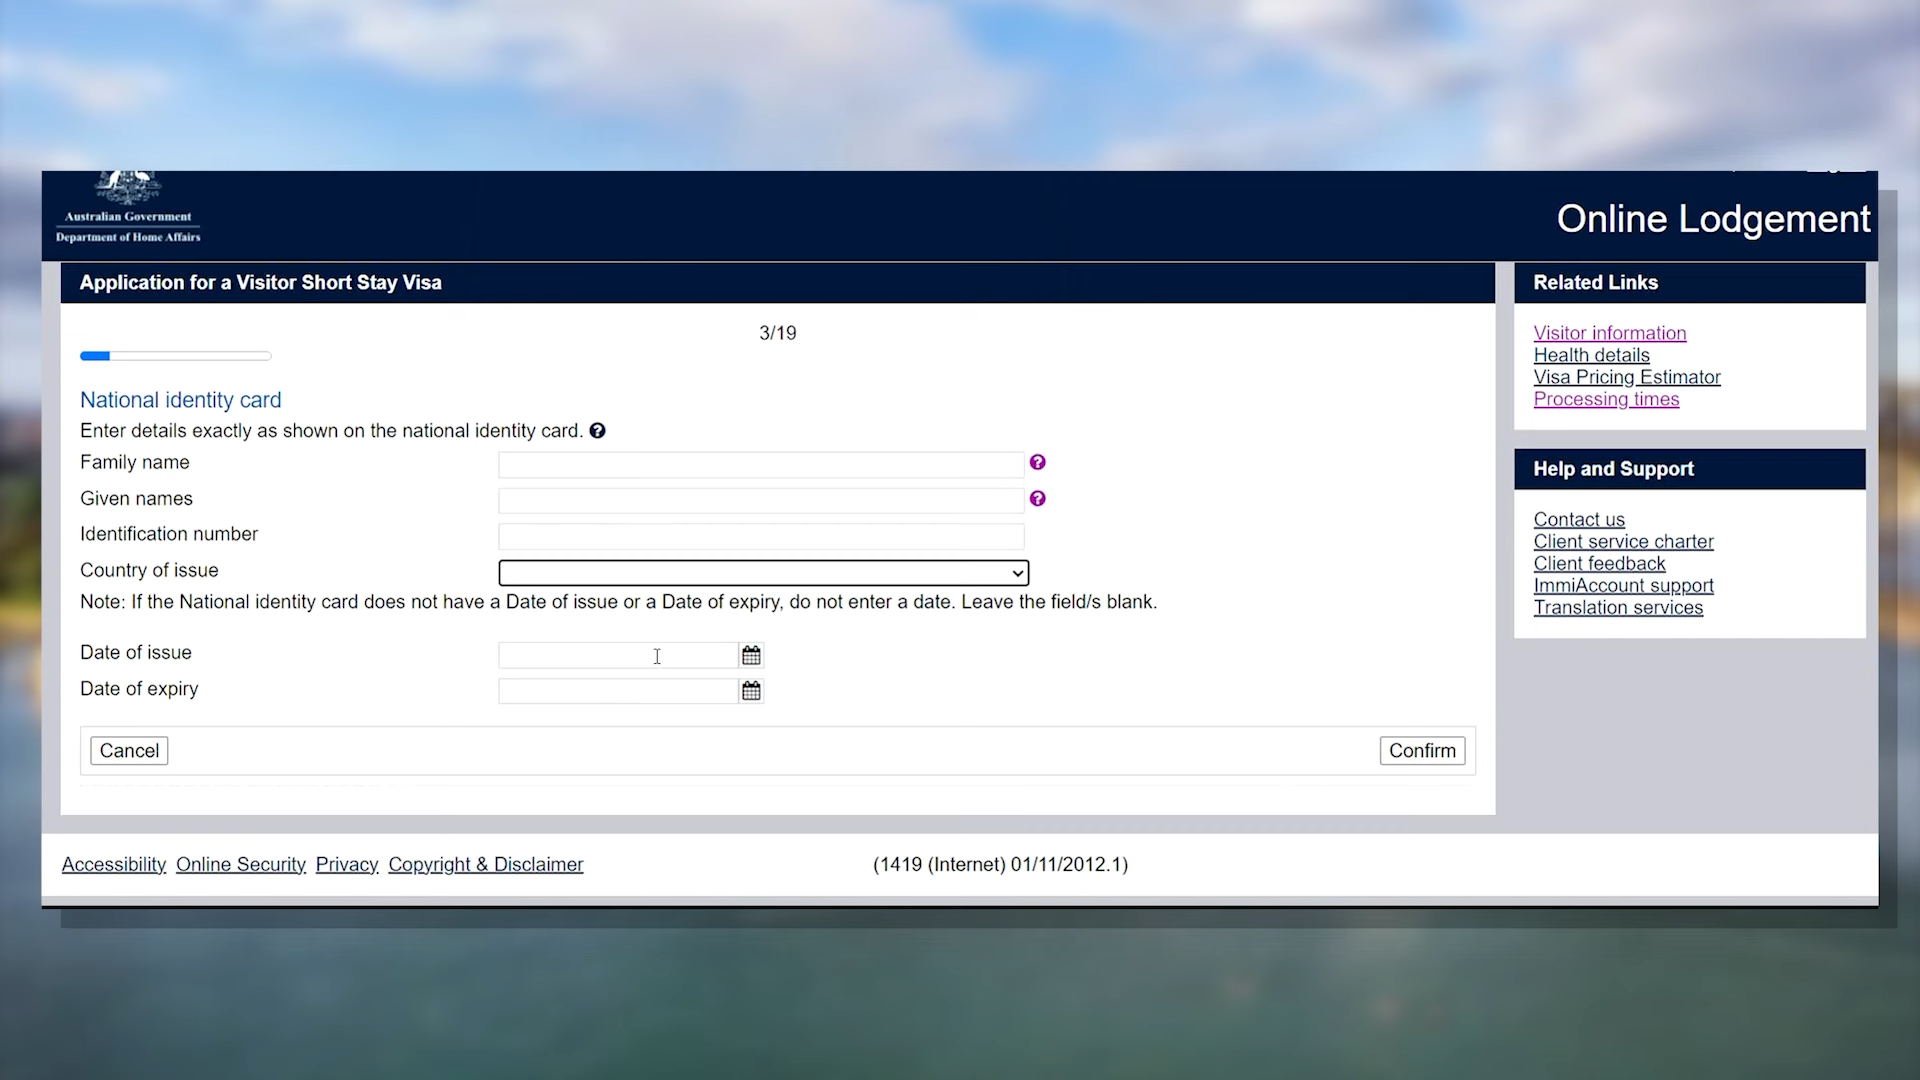 Australian Government
Department of Home Affairs
Online Lodgement
Application for a Visitor Short Stay Visa
3/19
National identity card
Enter details exactly as shown on the national identity card. ?
Family name ?
Given names ?
Identification number
Country of issue
Note: If the National identity card does not have a Date of issue or a Date of expiry, do not enter a date. Leave the field/s blank.
Date of issue
Date of expiry
Cancel
Confirm
Related Links
Visitor information
Health details
Visa Pricing Estimator
Processing times
Help and Support
Contact us
Client service charter
Client feedback
ImmiAccount support
Translation services
Accessibility Online Security Privacy Copyright & Disclaimer
(1419 (Internet) 01/11/2012.1)